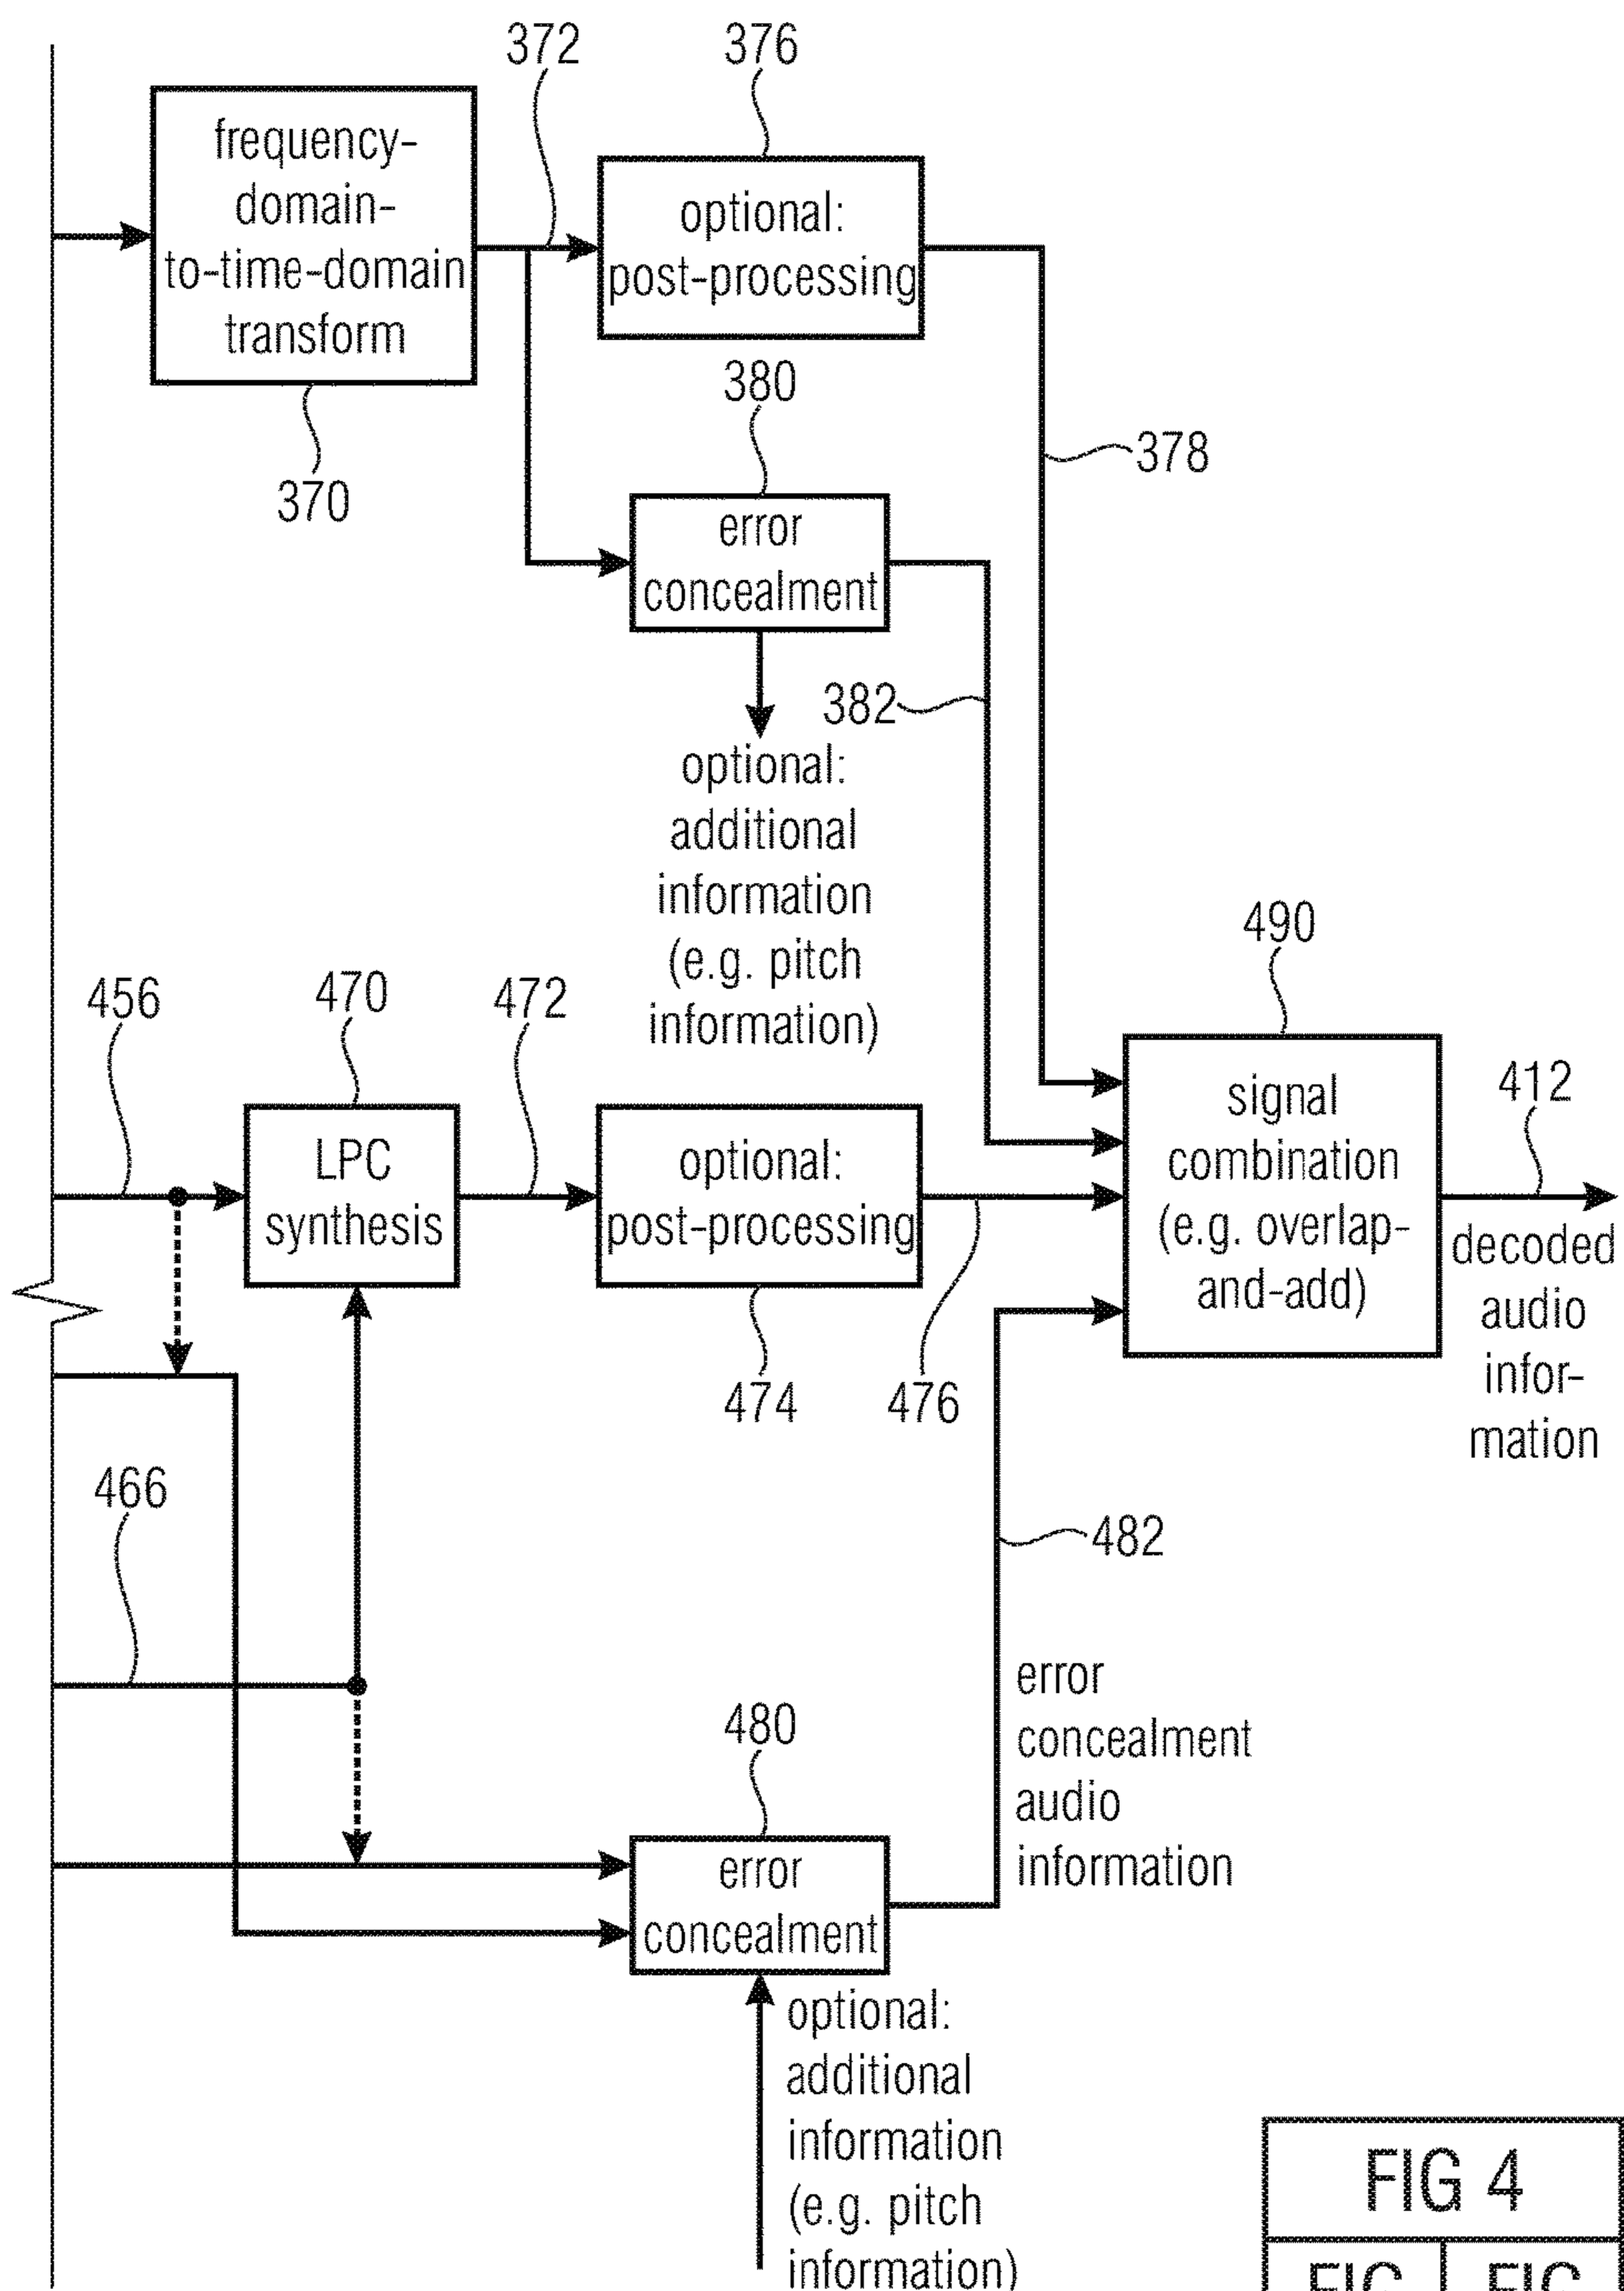 372
376
frequency-
domain-
to-time-domain
transform
370
optional:
post-processing
380
error
concealment
378
382
optional:
additional
information
(e.g. pitch
information)
456
470
472
490
LPC
synthesis
optional:
post-processing
474
476
signal
combination
(e.g. overlap-
and-add)
412
decoded
audio
infor-
mation
466
482
480
error
concealment
error
concealment
audio
information
optional:
additional
information
(e.g. pitch
information)
FIG 4
FIG
FIG